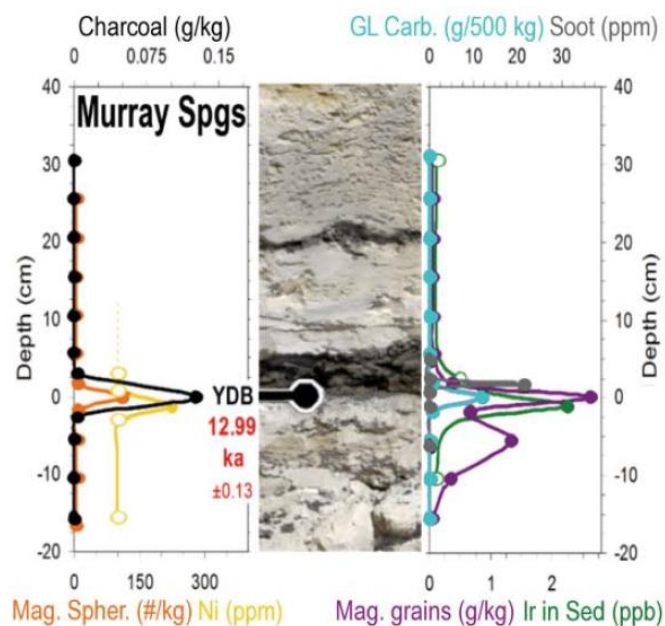 Charcoal (g/kg)
GL Carb. (g/500 kg) Soot (ppm)
0 0.075 0.15
0 10 20 30
Murray Spgs
40
30
20
10
0
-10
-20
Depth (cm)
YDB
12.99
ka
±0.13
40
30
20
10
0
-10
-20
Depth (cm)
0 150 300
0 1 2
Mag. Spher. (#/kg) Ni (ppm)
Mag. grains (g/kg) Ir in Sed (ppb)